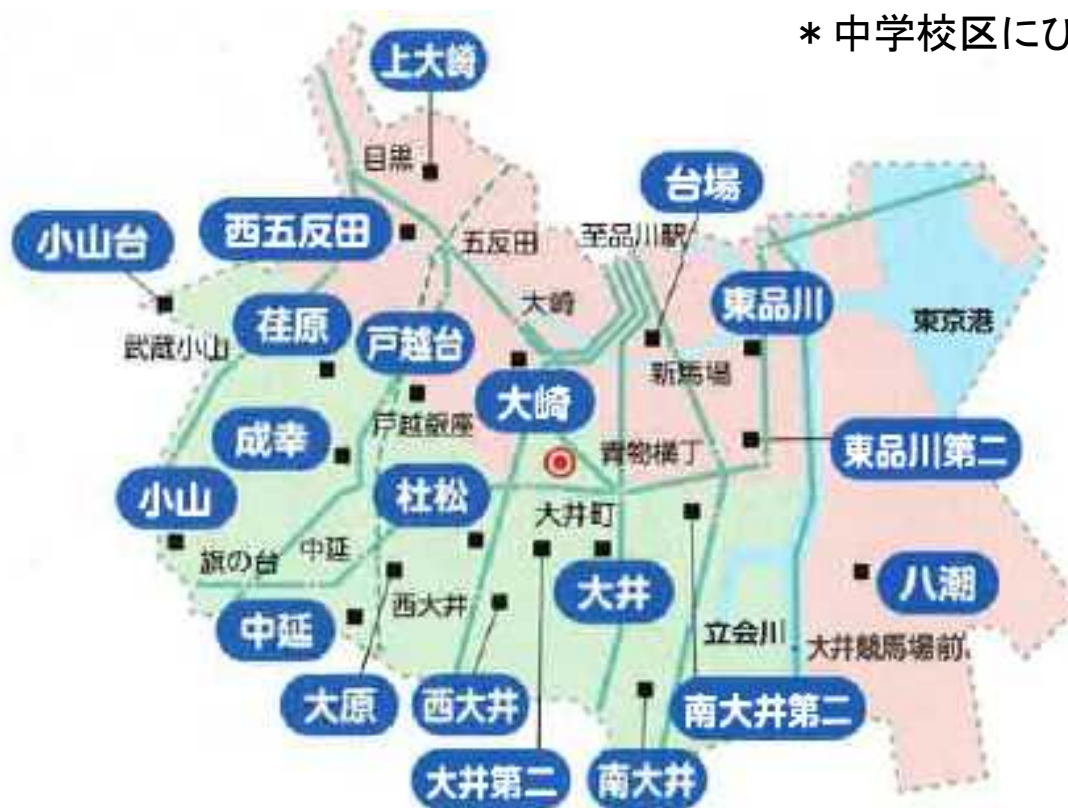 * 中学校区にひ
上大崎
目黒
台場
西五反田
五反田
至品川駅
小山台
大崎
東品川
東京港
荏原
戸越台
武蔵小山
新馬場
大崎
戸越銀座
成幸
青物横丁
東品川第二
小山
杜松
大井町
旗の台
中延
大井
八潮
中延
西大井
立会川
大井競馬場前
大原
西大井
南大井第二
大井第二
南大井